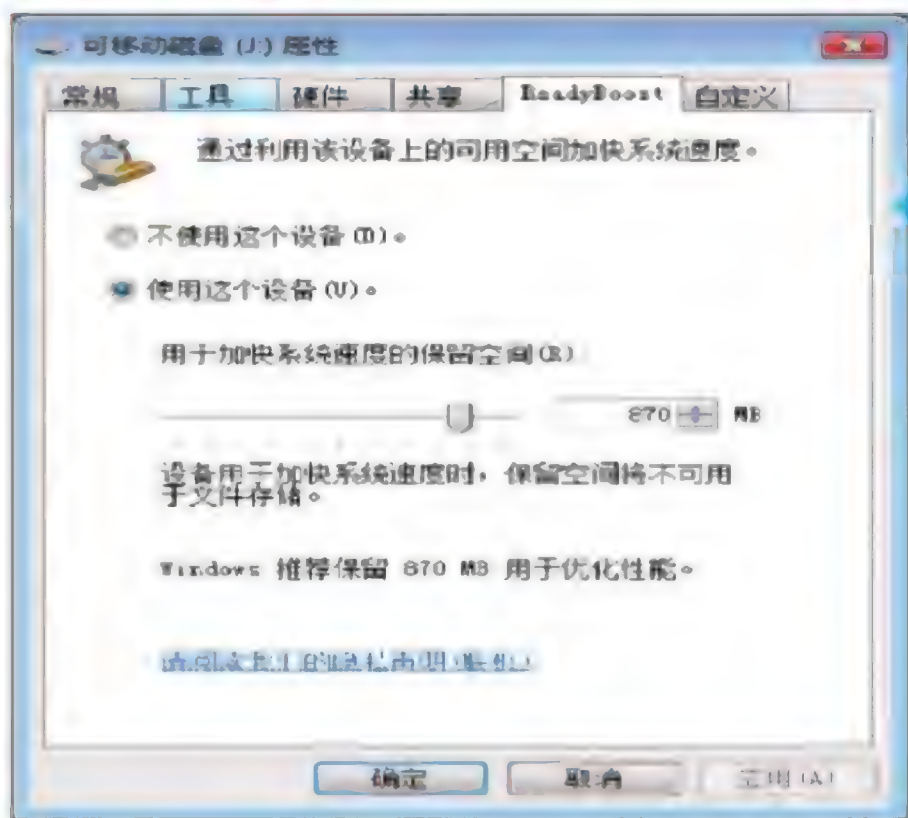 可移动磁盘 (J:) 属性
常规 工具 硬件 共享 ReadyBoost 自定义
通过利用该设备上的可用空间加快系统速度。
不使用这个设备(D)。
使用这个设备(U)。
用于加快系统速度的保留空间(R)
870 MB
设备用于加快系统速度时，保留空间将不可用
于文件存储。
Windows 推荐保留 870 MB 用于优化性能。
确定 取消 应用(A)